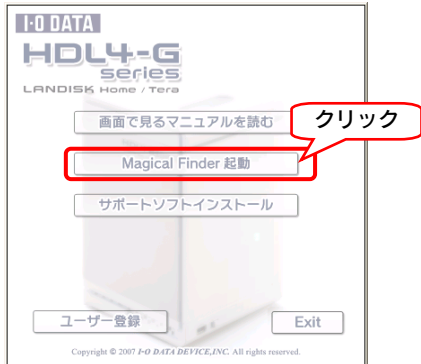 I-O DATA
HDL4-G
series
LANDISK Home / Tera
画面で見るマニュアルを読む
クリック
Magical Finder 起動
サポートソフトインストール
ユーザー登録
Exit
Copyright © 2007 I-O DATA DEVICE,INC. All rights reserved.